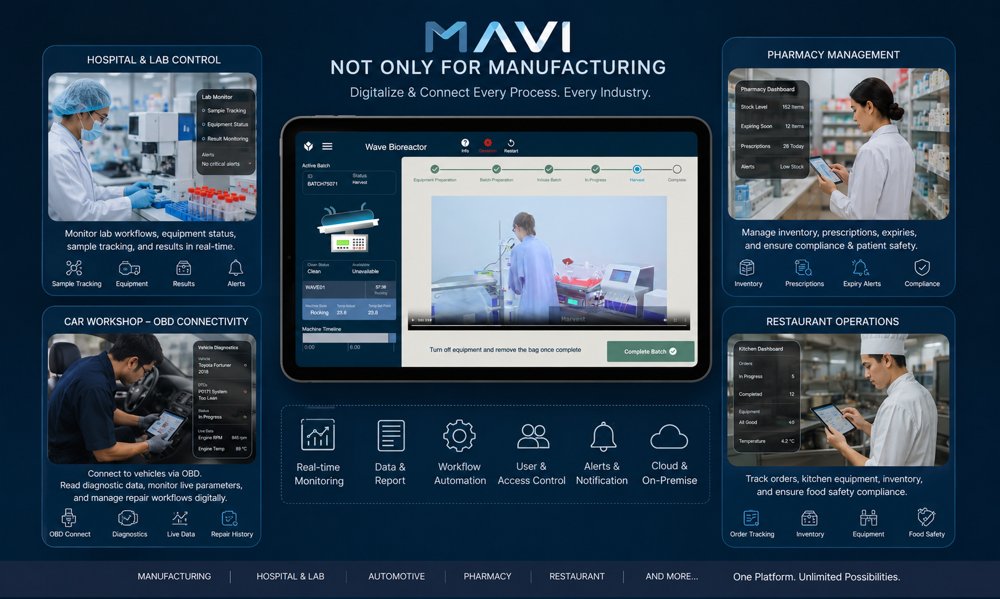 MAVI
NOT ONLY FOR MANUFACTURING
Digitalize & Connect Every Process. Every Industry.
HOSPITAL & LAB CONTROL
Lab Monitor
Sample Tracking
Equipment Status
Result Monitoring
Alerts
No critical alerts
Monitor lab workflows, equipment status,
sample tracking, and results in real-time.
Sample Tracking
Equipment
Results
Alerts
CAR WORKSHOP – OBD CONNECTIVITY
Vehicle Diagnostics
Vehicle
Toyota Fortuner
2018
DTCs
P0171 System
Too Lean
Status
In Progress
Live Data
Engine RPM 845 rpm
Engine Temp 89 °C
Connect to vehicles via OBD.
Read diagnostic data, monitor live parameters,
and manage repair workflows digitally.
OBD Connect
Diagnostics
Live Data
Repair History
Wave Bioreactor
Info
Deviation
Restart
Active Batch
ID
BATCH7S071
Status
Harvest
Clean Status
Clean
Available
Unavailable
WAVE01
57:36
Rocking
Machine State
Rocking
Temp Actual
23.8
Temp Set Point
23.8
Machine Timeline
0:00
6:00
Equipment Preparation
Batch Preparation
Batch
In Progress
Harvest
Complete
Harvest
Turn off equipment and remove the bag once complete
Complete Batch
Real-time
Monitoring
Data &
Report
Workflow
Automation
User &
Access Control
Alerts &
Notification
Cloud &
On-Premise
PHARMACY MANAGEMENT
Pharmacy Dashboard
Stock Level 152 Items
Expiring Soon 12 Items
Prescriptions 26 Today
Alerts Low Stock
Manage inventory, prescriptions, expiries,
and ensure compliance & patient safety.
Inventory
Prescriptions
Expiry Alerts
Compliance
RESTAURANT OPERATIONS
Kitchen Dashboard
Orders
In Progress 5
Completed 12
Equipment
All Good
Temperature 4.2 °C
Track orders, kitchen equipment, inventory,
and ensure food safety compliance.
Order Tracking
Inventory
Equipment
Food Safety
MANUFACTURING
HOSPITAL & LAB
AUTOMOTIVE
PHARMACY
RESTAURANT
AND MORE...
One Platform. Unlimited Possibilities.